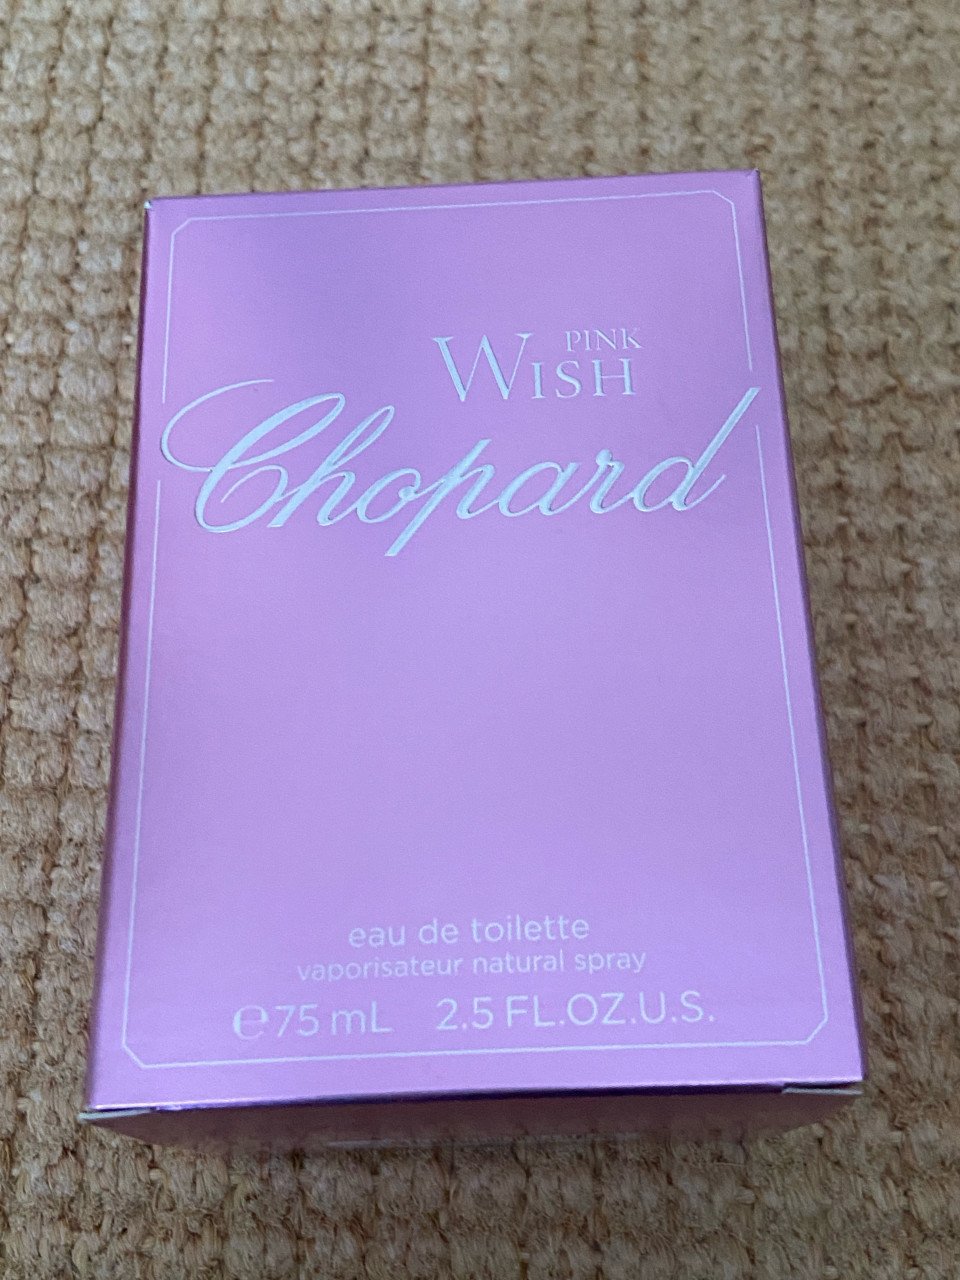 PINK
WISH
Chopard
eau de toilette
vaporisateur natural spray
℮75 mL 2.5 FL.OZ.U.S.